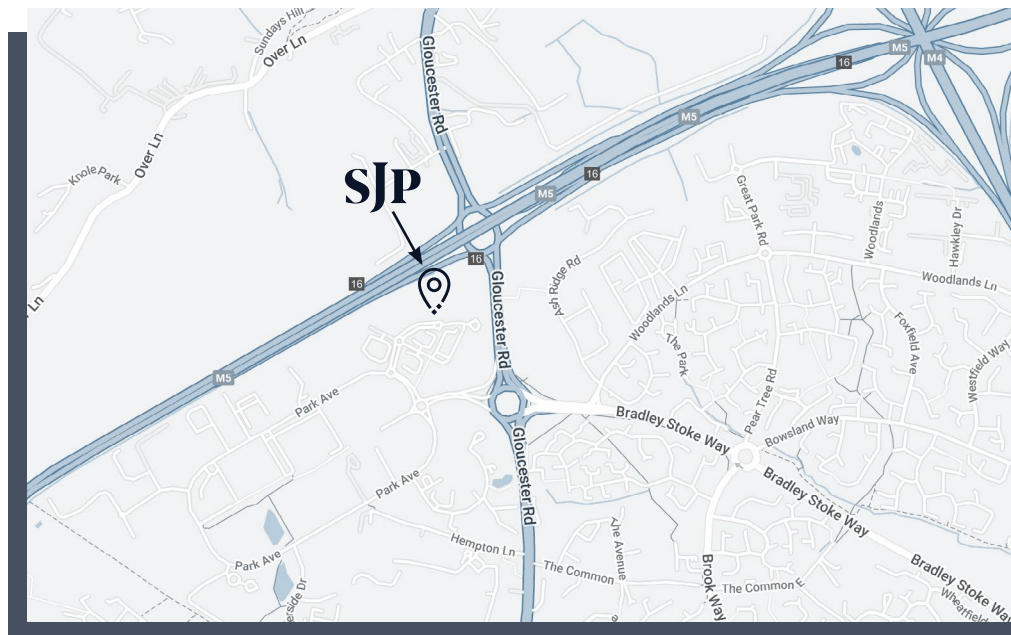 Sundays Hill
Over Ln
Gloucester Rd
M5
16
M4
M5
Over Ln
Knole Park
SJP
16
M5
Great Park Rd
Woodlands
Hawkley Dr
16
16
Ash Ridge Rd
Woodlands Ln
Woodlands Ln
Ln
Gloucester Rd
Foxfield Ave
The Park
Westfield Way
M5
Park Ave
Pear Tree Rd
Bradley Stoke Way
Bowsland Way
Gloucester Rd
Park Ave
Bradley Stoke Way
Hempton Ln
The Avenue
Park Ave
The Common
Brook Way
The Common E
Bradley Stoke Way